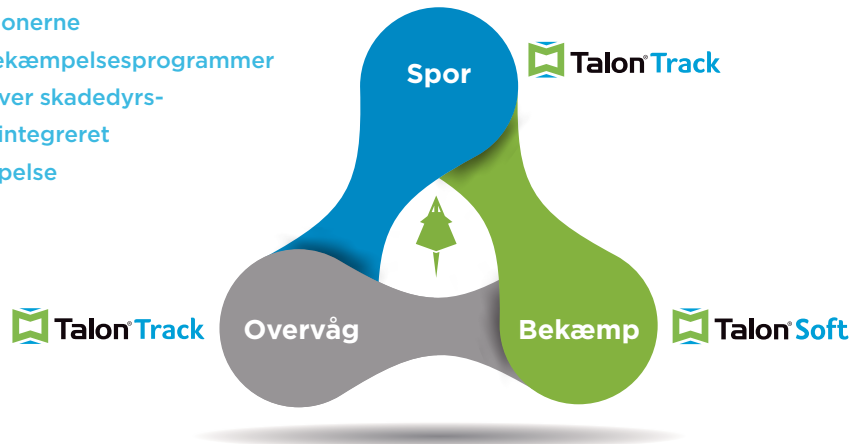 onerne
ekæmpelsesprogrammer
ver skadedyrs-
integreret
pelse
Spor
Talon® Track
Talon® Track
Overvåg
Bekæmp
Talon® Soft